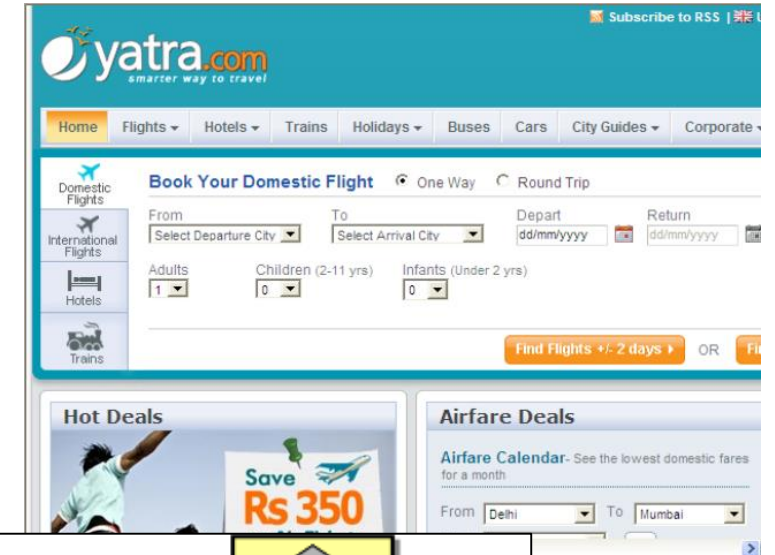 Subscribe to RSS |
yatra.com
smarter way to travel
Home Flights Hotels Trains Holidays Buses Cars City Guides Corporate
Domestic Flights
International Flights
Hotels
Trains
Book Your Domestic Flight One Way Round Trip
From To Depart Return
Select Departure City Select Arrival City dd/mm/yyyy dd/mm/yyyy
Adults Children (2-11 yrs) Infants (Under 2 yrs)
1 0 0
Find Flights +/- 2 days OR
Hot Deals
Save
Rs 350
Airfare Deals
Airfare Calendar- See the lowest domestic fares
for a month
From Delhi To Mumbai